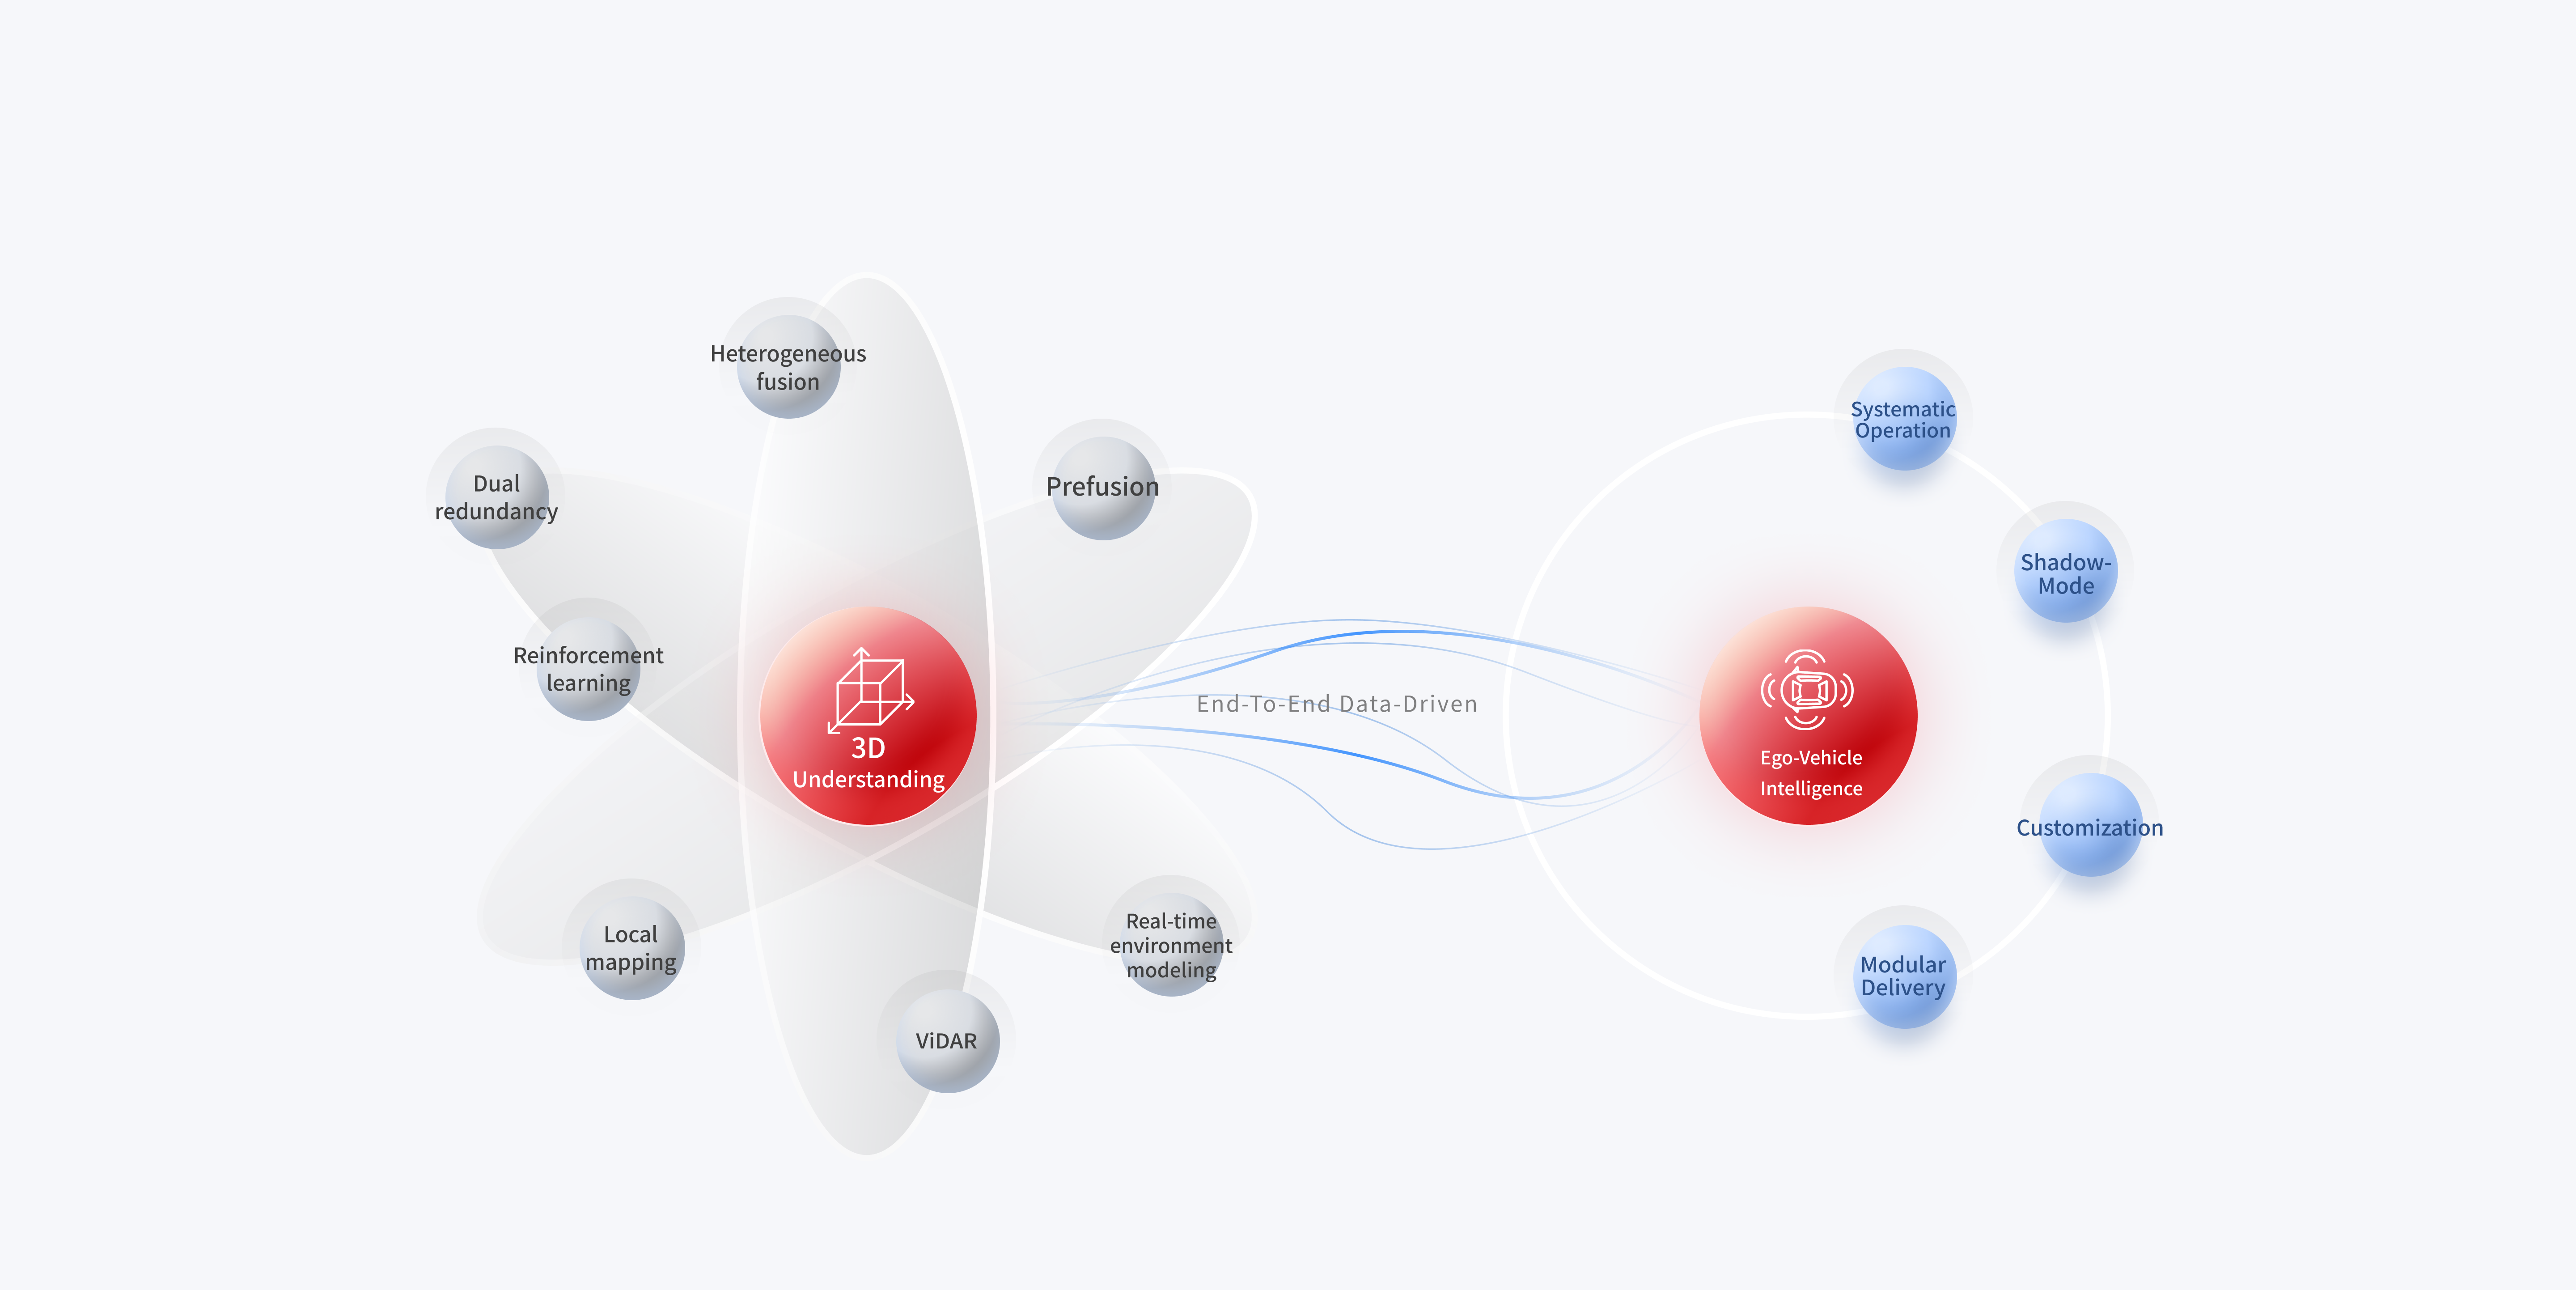 Heterogeneous
fusion
Dual
redundancy
Prefusion
Reinforcement
learning
3D
Understanding
Local
mapping
Real-time
environment
modeling
ViDAR
End-To-End Data-Driven
Systematic
Operation
Shadow-
Mode
Ego-Vehicle
Intelligence
Customization
Modular
Delivery